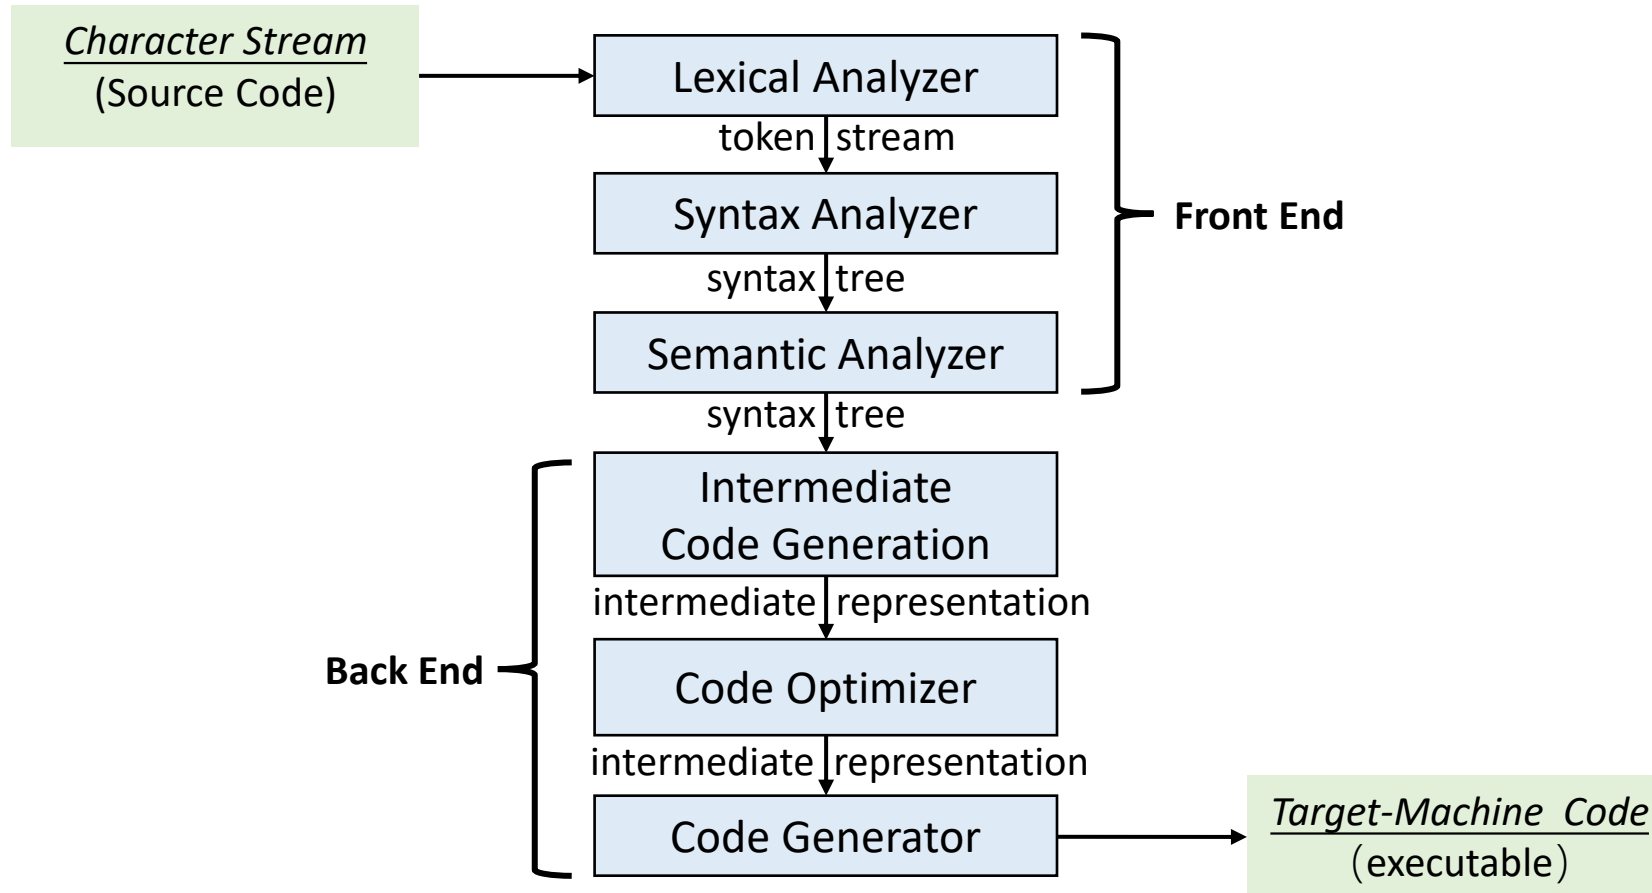 Character Stream
(Source Code)
Lexical Analyzer
token stream
Syntax Analyzer
Front End
syntax tree
Semantic Analyzer
syntax tree
Intermediate
Code Generation
intermediate representation
Back End
Code Optimizer
intermediate representation
Code Generator
Target-Machine Code
(executable)